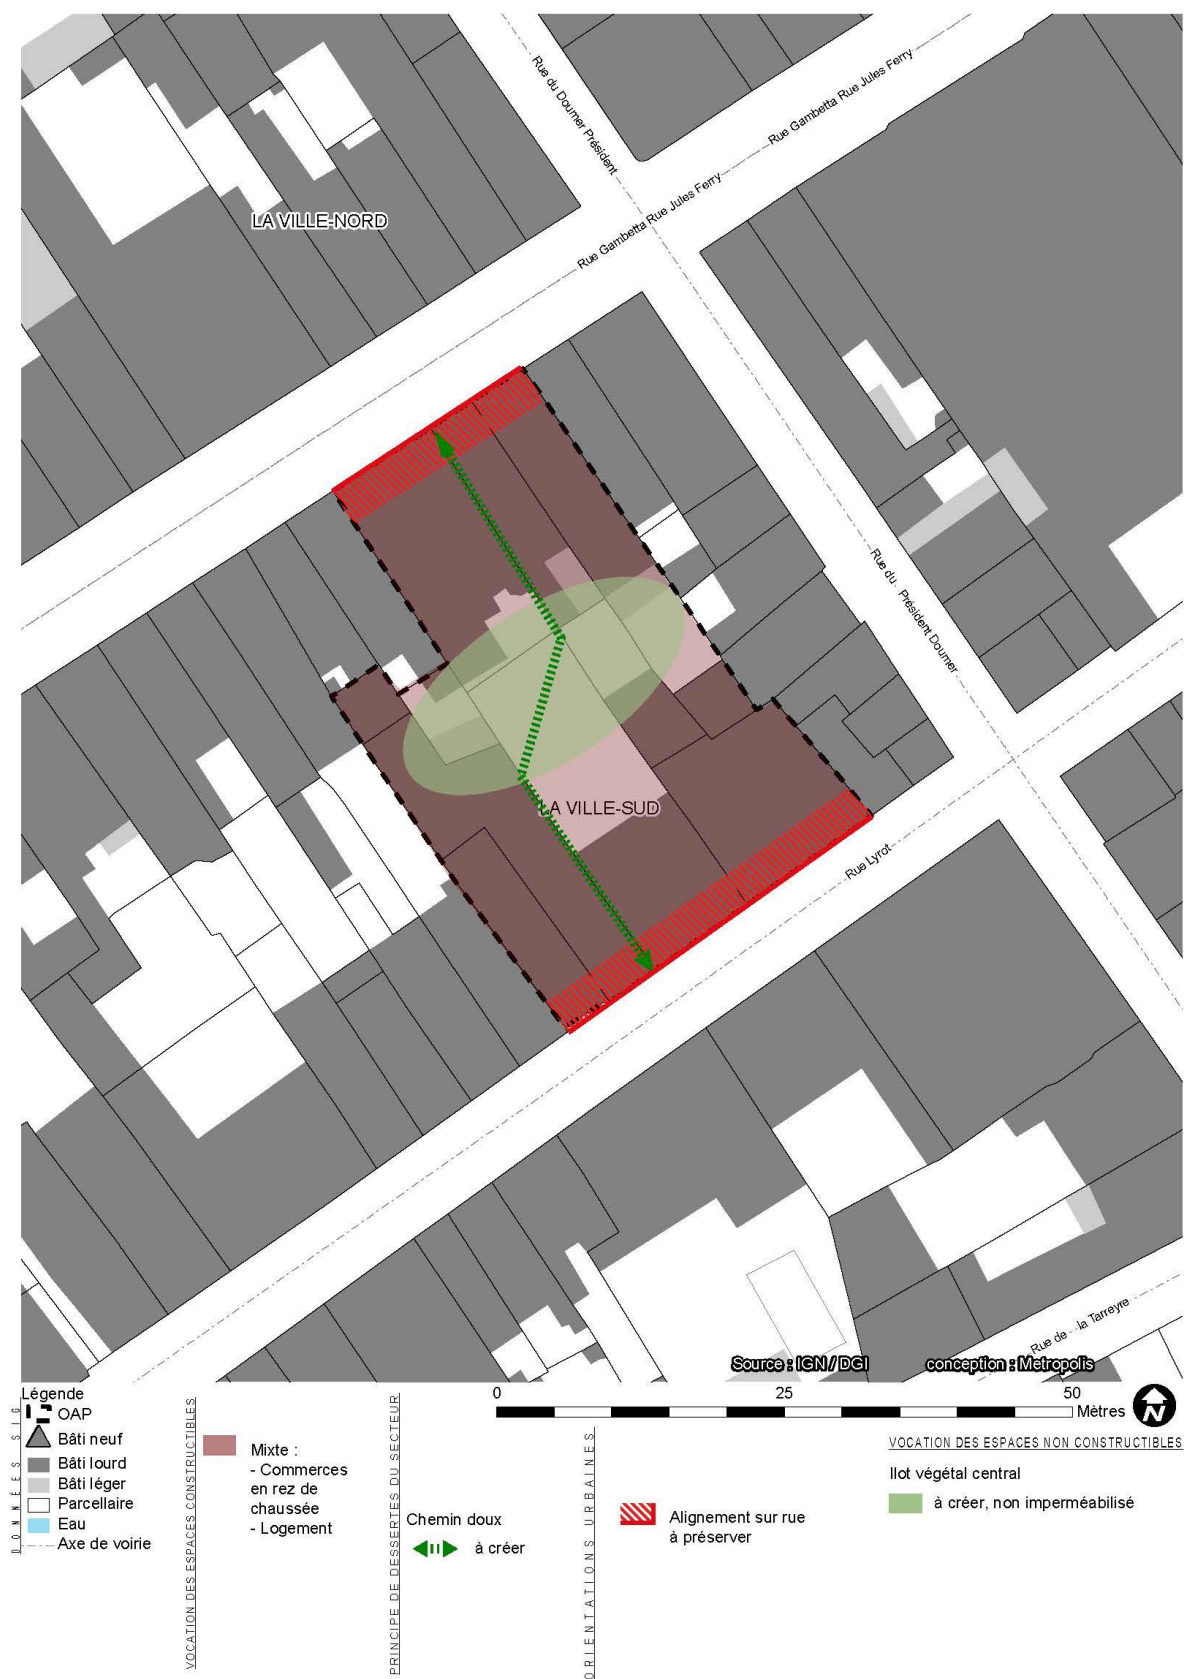 Rue du Doumer Président
Rue Gambetta Rue Jules Ferry
LA VILLE-NORD
Rue Gambetta Rue Jules Ferry
Rue du Président Doumer
LA VILLE-SUD
Rue Lyrot
Rue de la Tarreyre
Source : IGN / DGI
conception : Metropolis
Légende
DONNÉES SIG
OAP
Bâti neuf
Bâti lourd
Bâti léger
Parcellaire
Eau
Axe de voirie
VOCATION DES ESPACES CONSTRUCTIBLES
Mixte :
- Commerces
en rez de
chaussée
- Logement
PRINCIPE DE DESSERTES DU SECTEUR
Chemin doux
à créer
0 25 50
Mètres
N
ORIENTATIONS URBAINES
Alignement sur rue
à préserver
VOCATION DES ESPACES NON CONSTRUCTIBLES
Ilot végétal central
à créer, non imperméabilisé